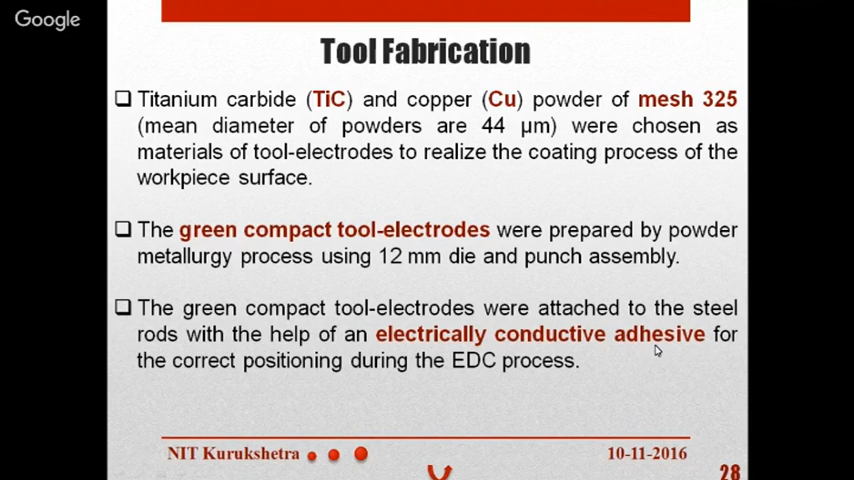 Google
Tool Fabrication
❑ Titanium carbide (TiC) and copper (Cu) powder of mesh 325
(mean diameter of powders are 44 µm) were chosen as
materials of tool-electrodes to realize the coating process of the
workpiece surface.
❑ The green compact tool-electrodes were prepared by powder
metallurgy process using 12 mm die and punch assembly.
❑ The green compact tool-electrodes were attached to the steel
rods with the help of an electrically conductive adhesive for
the correct positioning during the EDC process.
NIT Kurukshetra
10-11-2016
28